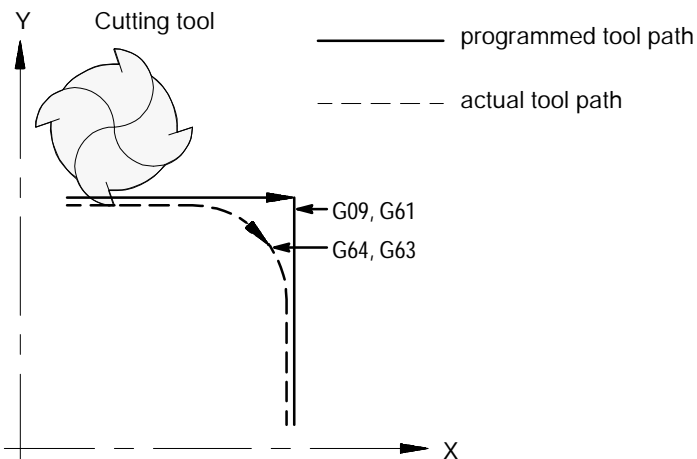 Y
Cutting tool
programmed tool path
actual tool path
G09, G61
G64, G63
X